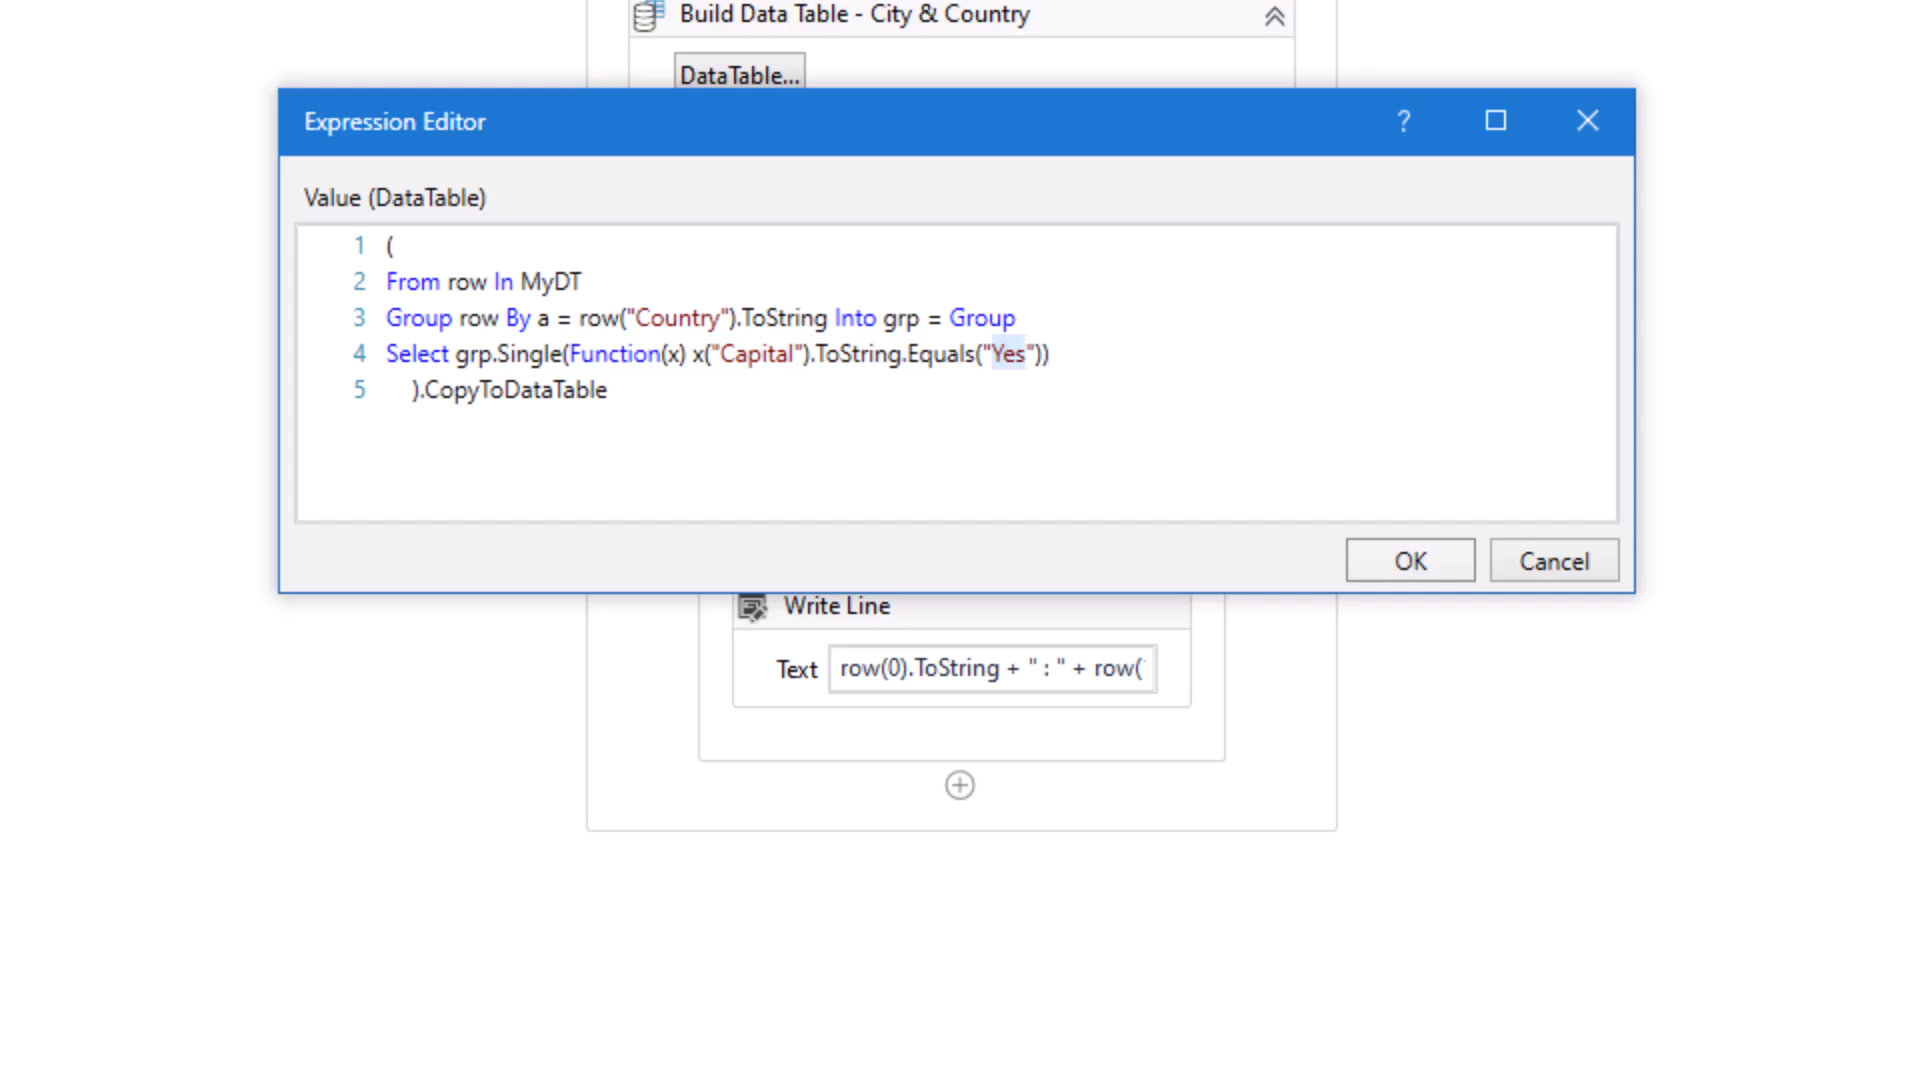 Build Data Table - City & Country
DataTable...
Expression Editor
?
Value (DataTable)
1 (
2 From row In MyDT
3 Group row By a = row("Country").ToString Into grp = Group
4 Select grp.Single(Function(x) x("Capital").ToString.Equals("Yes"))
5 ).CopyToDataTable
OK Cancel
Write Line
Text row(0).ToString + " : " + row(